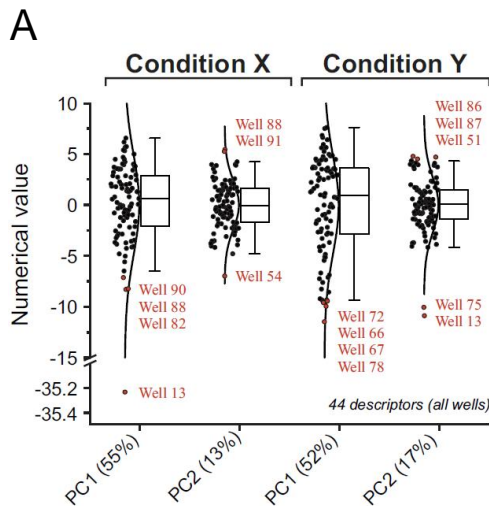 A
Condition X
Condition Y
Numerical value
10
5
0
-5
-10
-15
-35.2
-35.4
Well 90
Well 88
Well 82
Well 13
Well 88
Well 91
Well 54
Well 72
Well 66
Well 67
Well 78
Well 86
Well 87
Well 51
Well 75
Well 13
44 descriptors (all wells)
PC1 (55%)
PC2 (13%)
PC1 (52%)
PC2 (17%)